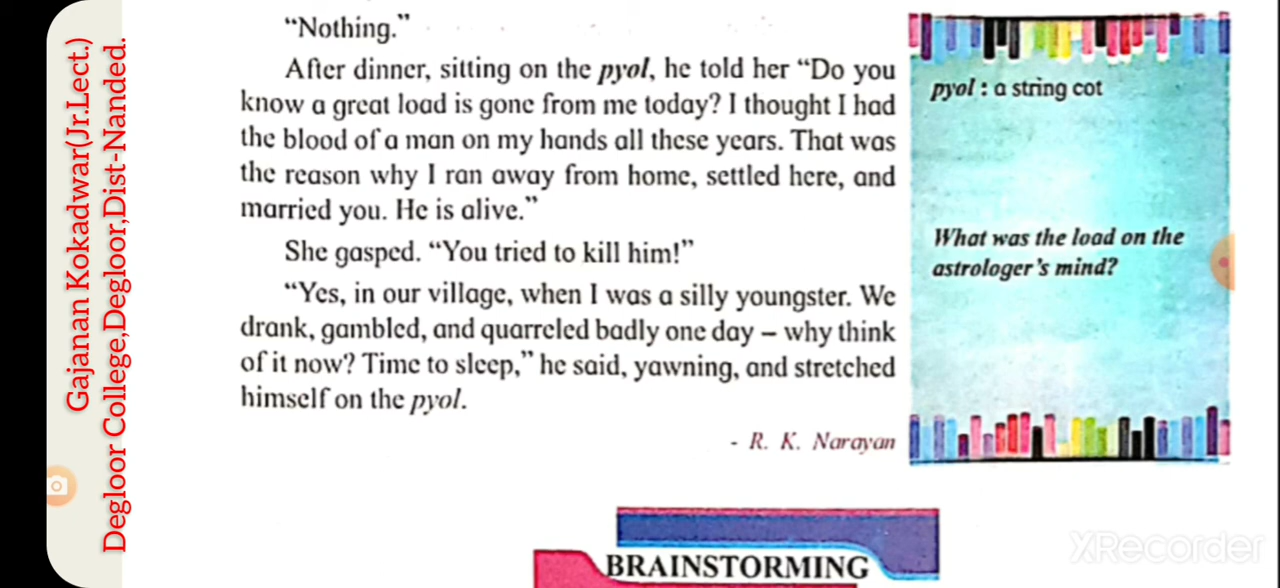 Gajanan Kokadwar(Jr.Lect.)
Degloor College,Degloor,Dist-Nanded.
“Nothing.”
After dinner, sitting on the pyol, he told her “Do you
know a great load is gone from me today? I thought I had
the blood of a man on my hands all these years. That was
the reason why I ran away from home, settled here, and
married you. He is alive.”
She gasped. “You tried to kill him!”
“Yes, in our village, when I was a silly youngster. We
drank, gambled, and quarreled badly one day – why think
of it now? Time to sleep,” he said, yawning, and stretched
himself on the pyol.
- R. K. Narayan
pyol : a string cot
What was the load on the
astrologer’s mind?
BRAINSTORMING
XRecorder